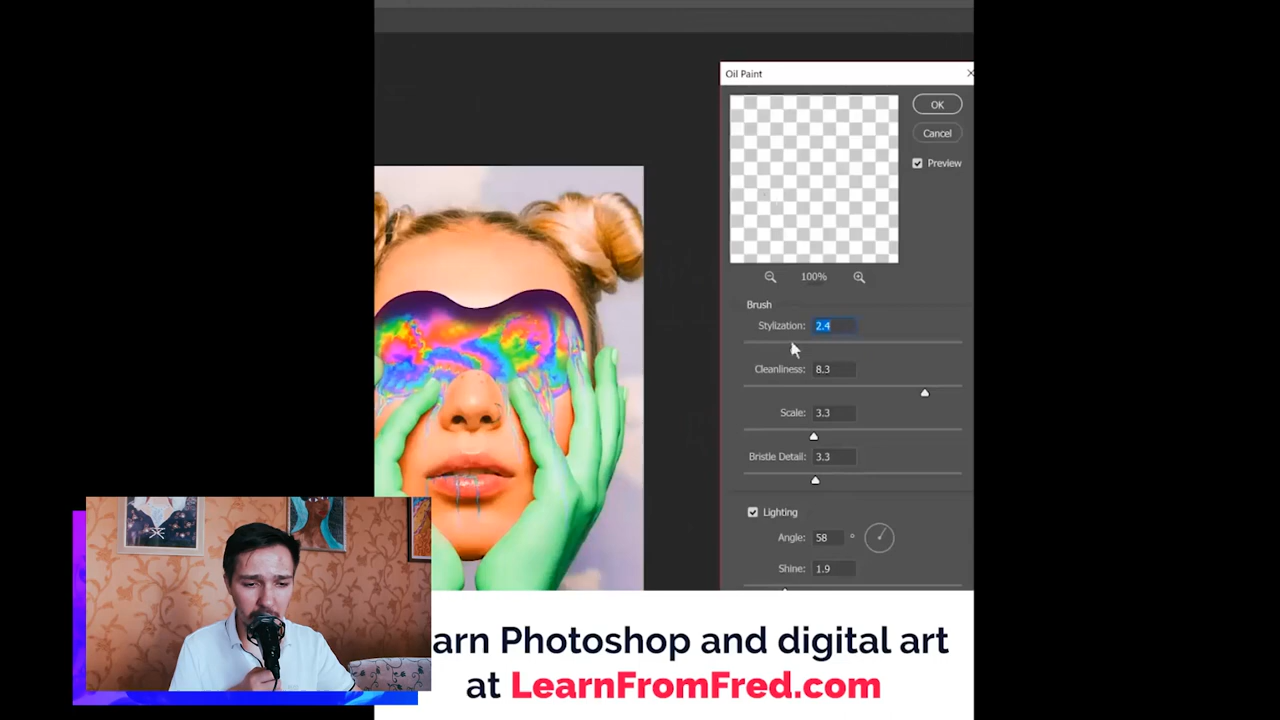 Oil Paint
OK
Cancel
Preview
100%
Brush
Stylization: 2.4
Cleanliness: 8.3
Scale: 3.3
Bristle Detail: 3.3
Lighting
Angle: 58 °
Shine: 1.9
arn Photoshop and digital art
at LearnFromFred.com